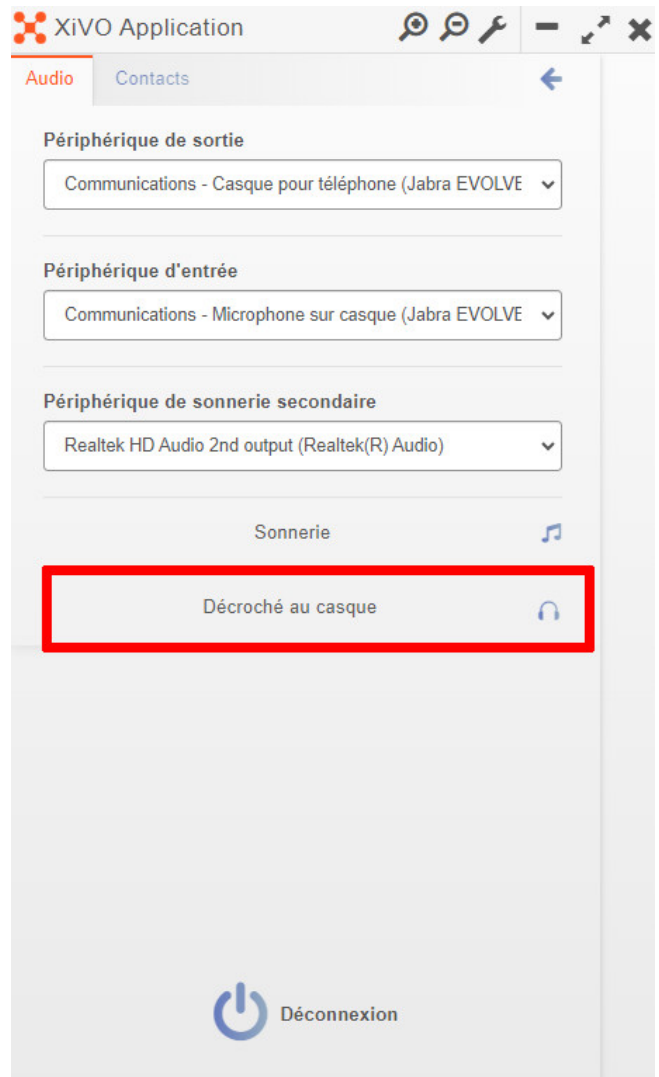 XiVO Application
Audio Contacts
Périphérique de sortie
Communications - Casque pour téléphone (Jabra EVOLVE
Périphérique d'entrée
Communications - Microphone sur casque (Jabra EVOLVE
Périphérique de sonnerie secondaire
Realtek HD Audio 2nd output (Realtek(R) Audio)
Sonnerie
Décroché au casque
Déconnexion